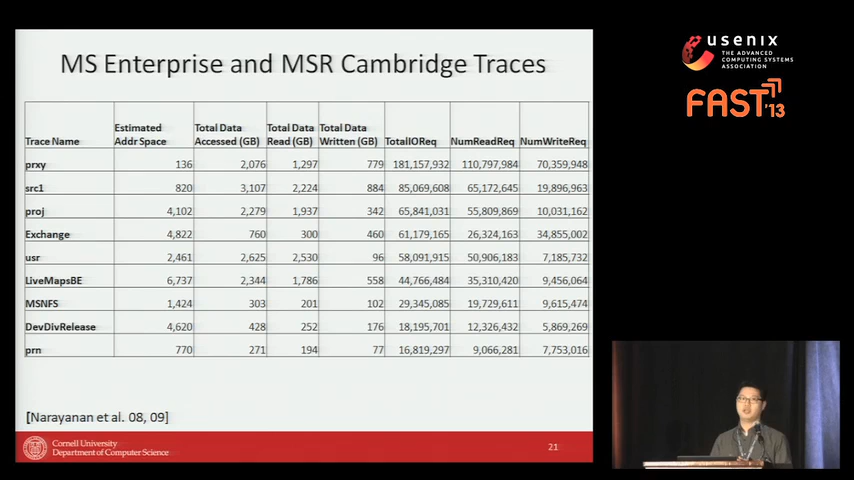 MS Enterprise and MSR Cambridge Traces
Trace Name Estimated Addr Space Total Data Accessed (GB) Total Data Read (GB) Total Data Written (GB) TotalIOReq NumReadReq NumWriteReq
prxy 136 2,076 1,297 779 181,157,932 110,797,984 70,359,948
src1 820 3,107 2,224 884 85,069,608 65,172,645 19,896,963
proj 4,102 2,279 1,937 342 65,841,031 55,809,869 10,031,162
Exchange 4,822 760 300 460 61,179,165 26,324,163 34,855,002
usr 2,461 2,625 2,530 96 58,091,915 50,906,183 7,185,732
LiveMapsBE 6,737 2,344 1,786 558 44,766,484 35,310,420 9,456,064
MSNFS 1,424 303 201 102 29,345,085 19,729,611 9,615,474
DevDivRelease 4,620 428 252 176 18,195,701 12,326,432 5,869,269
prn 770 271 194 77 16,819,297 9,066,281 7,753,016
[Narayanan et al. 08, 09]
Cornell University
Department of Computer Science
21
usenix
THE ADVANCED
COMPUTING SYSTEMS
ASSOCIATION
FAST'13